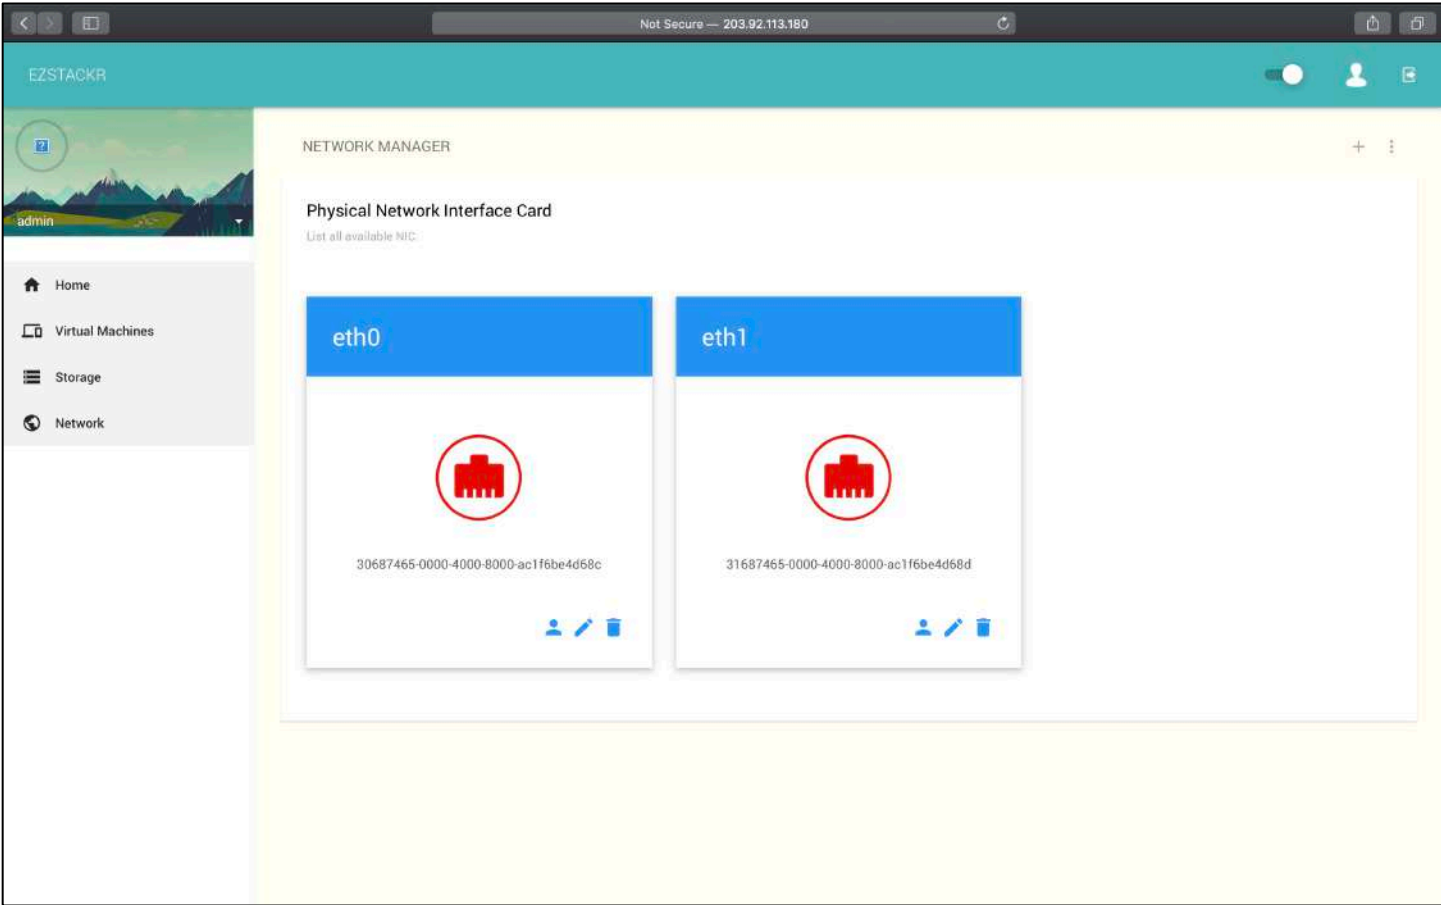 Not Secure — 203.92.113.180
EZSTACKR
?
admin
NETWORK MANAGER
Physical Network Interface Card
List all available NIC.
Home
Virtual Machines
Storage
Network
eth0
eth1
30687465-0000-4000-8000-ac1f6be4d68c
31687465-0000-4000-8000-ac1f6be4d68d